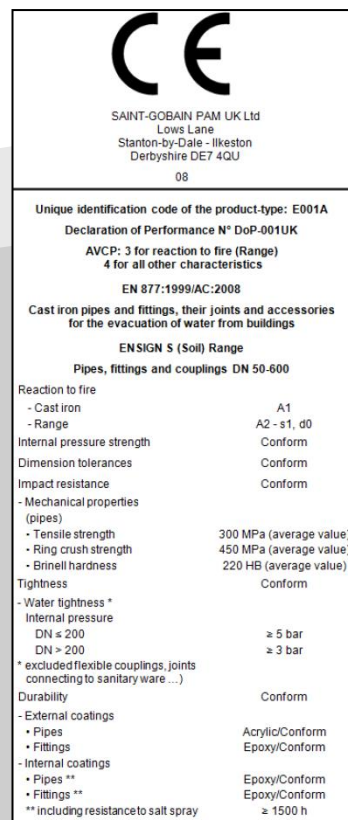 CE
SAINT-GOBAIN PAM UK Ltd
Lows Lane
Stanton-by-Dale - Ilkeston
Derbyshire DE7 4QU
08
Unique identification code of the product-type: E001A
Declaration of Performance N° DoP-001UK
AVCP: 3 for reaction to fire (Range)
4 for all other characteristics
EN 877:1999/AC:2008
Cast iron pipes and fittings, their joints and accessories
for the evacuation of water from buildings
ENSIGN S (Soil) Range
Pipes, fittings and couplings DN 50-600
Reaction to fire
- Cast iron A1
- Range A2 - s1, d0
Internal pressure strength Conform
Dimension tolerances Conform
Impact resistance Conform
- Mechanical properties
(pipes)
• Tensile strength 300 MPa (average value)
• Ring crush strength 450 MPa (average value)
• Brinell hardness 220 HB (average value)
Tightness Conform
- Water tightness *
Internal pressure
DN ≤ 200 ≥ 5 bar
DN > 200 ≥ 3 bar
* excluded flexible couplings, joints
connecting to sanitary ware ...)
Durability Conform
- External coatings
• Pipes Acrylic/Conform
• Fittings Epoxy/Conform
- Internal coatings
• Pipes ** Epoxy/Conform
• Fittings ** Epoxy/Conform
** including resistance to salt spray ≥ 1500 h